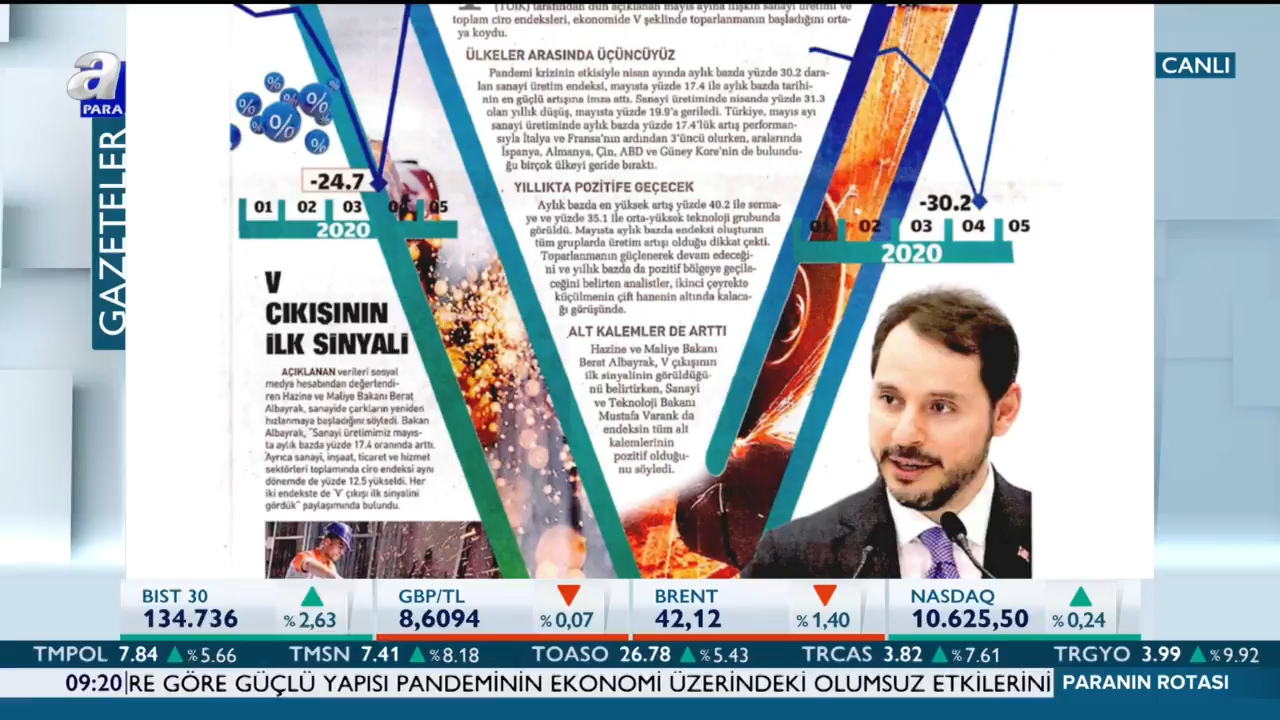 (TÜİK) tarafından dün açıklanan mayıs ayına ilişkin sanayi üretimi ve
toplam ciro endeksleri, ekonomide V şeklinde toparlanmanın başladığını orta-
ya koydu.
ÜLKELER ARASINDA ÜÇÜNCÜYÜZ
Pandemi krizinin etkisiyle nisan ayında aylık bazda yüzde 30.2 dara-
lan sanayi üretim endeksi, mayısta yüzde 17.4 ile aylık bazda tarihi-
nin en güçlü artışına imza attı. Sanayi üretiminde nisanda yüzde 31.3
olan yıllık düşüş, mayısta yüzde 19.9'a geriledi. Türkiye, mayıs ayı
sanayi üretiminde aylık bazda yüzde 17.4'lük artış performan-
sıyla İtalya ve Fransa'nın ardından 3'üncü olurken, aralarında
İspanya, Almanya, Çin, ABD ve Güney Kore'nin de bulundu-
ğu birçok ülkeyi geride bıraktı.
YILLIKTA POZİTİFE GEÇECEK
Aylık bazda en yüksek artış yüzde 40.2 ile serma-
ye ve yüzde 35.1 ile orta-yüksek teknoloji grubunda
görüldü. Mayısta aylık bazda endeksi oluşturan
tüm gruplarda üretim artışı olduğu dikkat çekti.
Toparlanmanın güçlenerek devam edeceği-
ni ve yıllık bazda da pozitif bölgeye geçile-
ceğini belirten analistler, ikinci çeyrekte
küçülmenin çift hanenin altında kalaca-
ğı görüşünde.
ALT KALEMLER DE ARTTI
Hazine ve Maliye Bakanı
Berat Albayrak, V çıkışının
ilk sinyalinin görüldüğü-
nü belirtirken, Sanayi
ve Teknoloji Bakanı
Mustafa Varank da
endeksin tüm alt
kalemlerinin
pozitif olduğu-
nu söyledi.
a
PARA
GAZETELER
CANLI
% % % % % %
-24.7
01 02 03 04 05
2020
-30.2
01 02 03 04 05
2020
V
ÇIKIŞININ
İLK SİNYALİ
AÇIKLANAN verileri sosyal
medya hesabından değerlendi-
ren Hazine ve Maliye Bakanı Berat
Albayrak, sanayide çarkların yeniden
hızlanmaya başladığını söyledi. Bakan
Albayrak, "Sanayi üretimimiz mayıs-
ta aylık bazda yüzde 17.4 oranında arttı.
Ayrıca sanayi, inşaat, ticaret ve hizmet
sektörleri toplamında ciro endeksi aynı
dönemde de yüzde 12.5 yükseldi. Her
iki endekste de 'V' çıkışı ilk sinyalini
gördük" paylaşımında bulundu.
BIST 30 134.736 %2,63
GBP/TL 8,6094 %0,07
BRENT 42,12 %1,40
NASDAQ 10.625,50 %0,24
TMPOL 7.84 %5.66 TMSN 7.41 %8.18 TOASO 26.78 %5.43 TRCAS 3.82 %7.61 TRGYO 3.99 %9.92
09:20 RE GÖRE GÜÇLÜ YAPISI PANDEMİNİN EKONOMİ ÜZERİNDEKİ OLUMSUZ ETKİLERİNİ PARANIN ROTASI